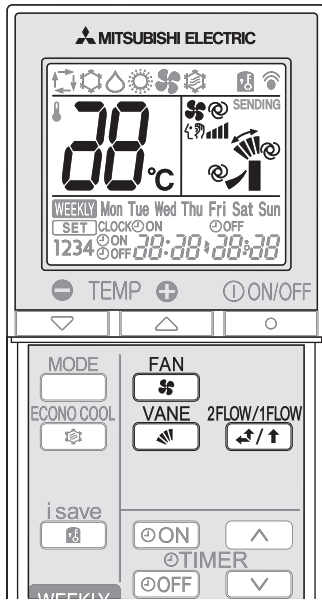 MITSUBISHI ELECTRIC
SENDING
88 °C
WEEKLY Mon Tue Wed Thu Fri Sat Sun
SET CLOCK ON OFF
1234 ON OFF 88:88 88:88
TEMP ON/OFF
MODE FAN
ECONO COOL VANE 2FLOW/1FLOW
i save
ON
TIMER
OFF
WEEKLY